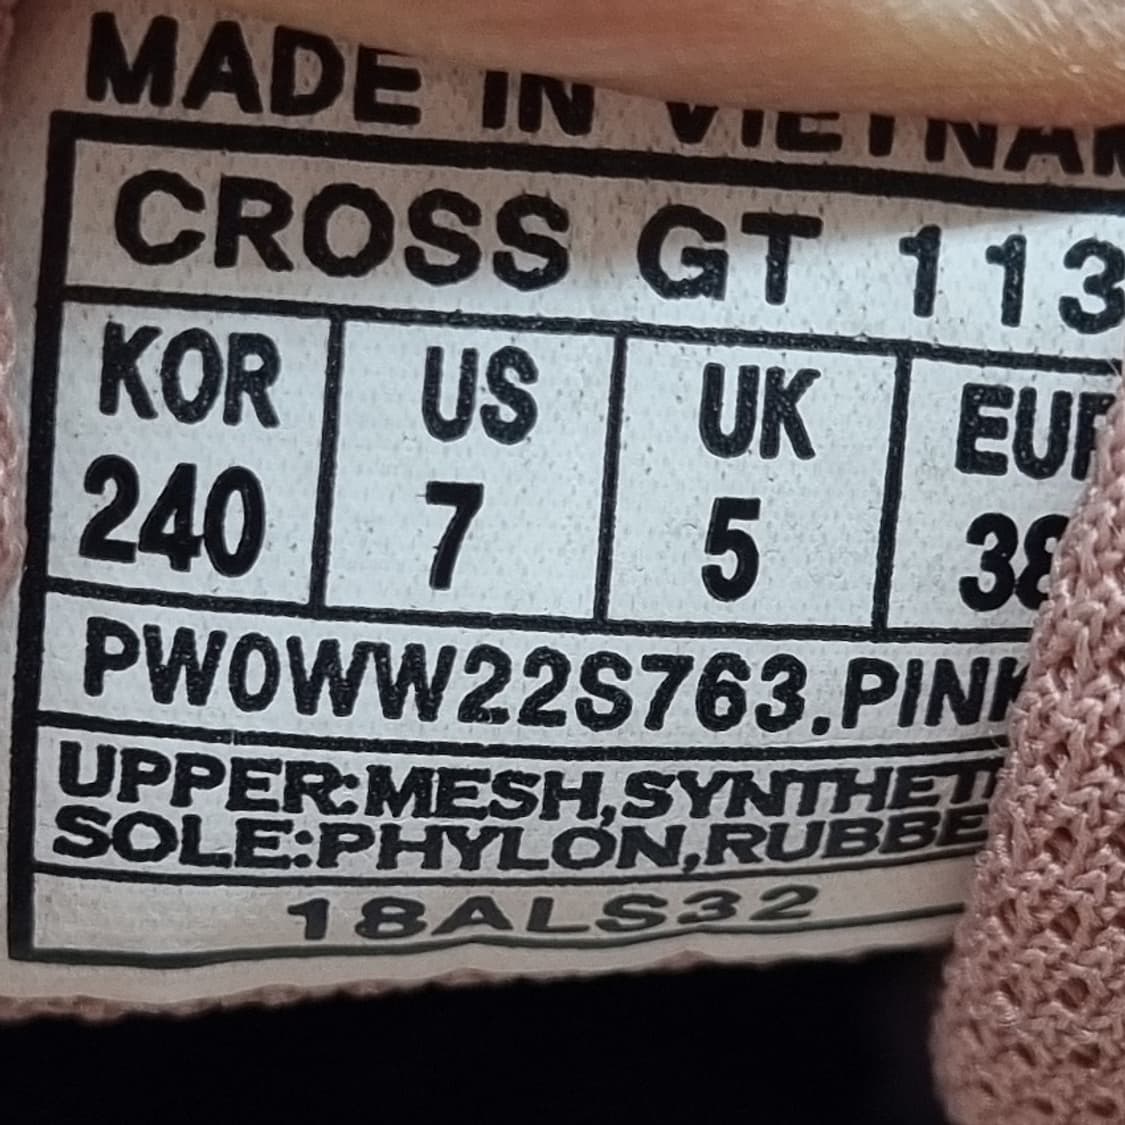 MADE IN VIETNAM
CROSS GT 113
KOR US UK EUR
240 7 5 38
PW0WW22S763.PINK
UPPER:MESH,SYNTHETI
SOLE:PHYLON,RUBBE
18ALS32